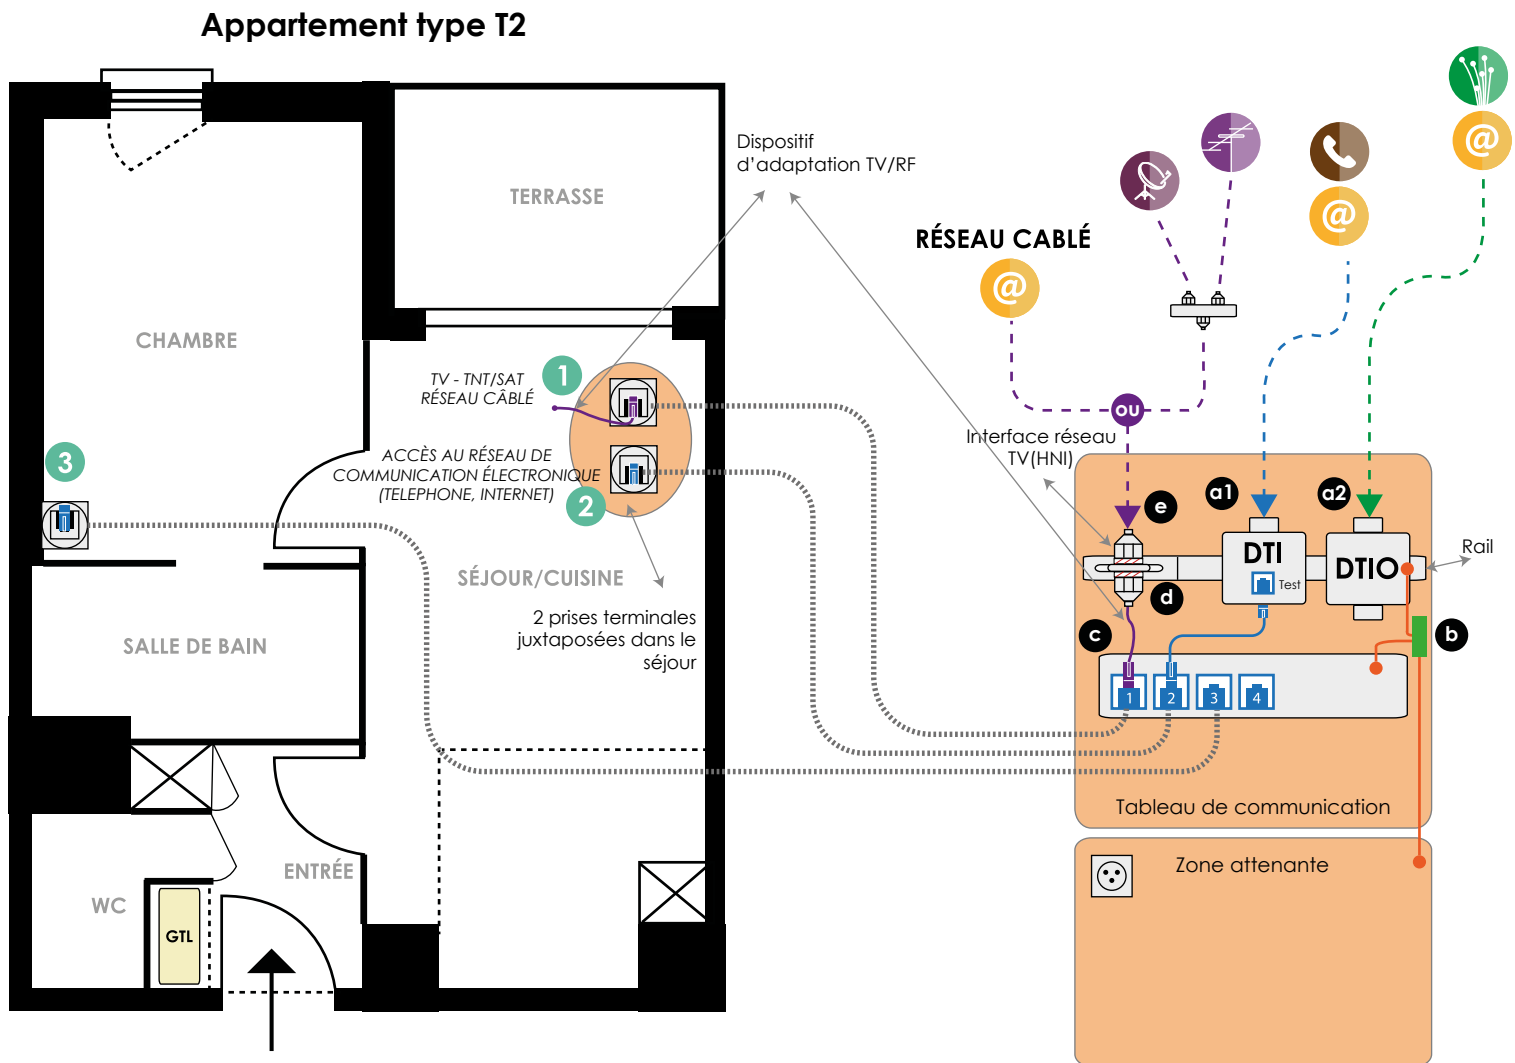 Appartement type T2
TERRASSE
CHAMBRE
Dispositif
d'adaptation TV/RF
RÉSEAU CABLÉ
@
@
@
ou
TV - TNT/SAT
RÉSEAU CÂBLÉ
1
ACCÈS AU RÉSEAU DE
COMMUNICATION ÉLECTRONIQUE
(TELEPHONE, INTERNET)
2
3
SÉJOUR/CUISINE
2 prises terminales
juxtaposées dans le
séjour
SALLE DE BAIN
ENTRÉE
WC
GTL
Interface réseau
TV(HNI)
e
a1
a2
DTI
Test
DTIO
Rail
d
c
b
1
2
3
4
Tableau de communication
Zone attenante